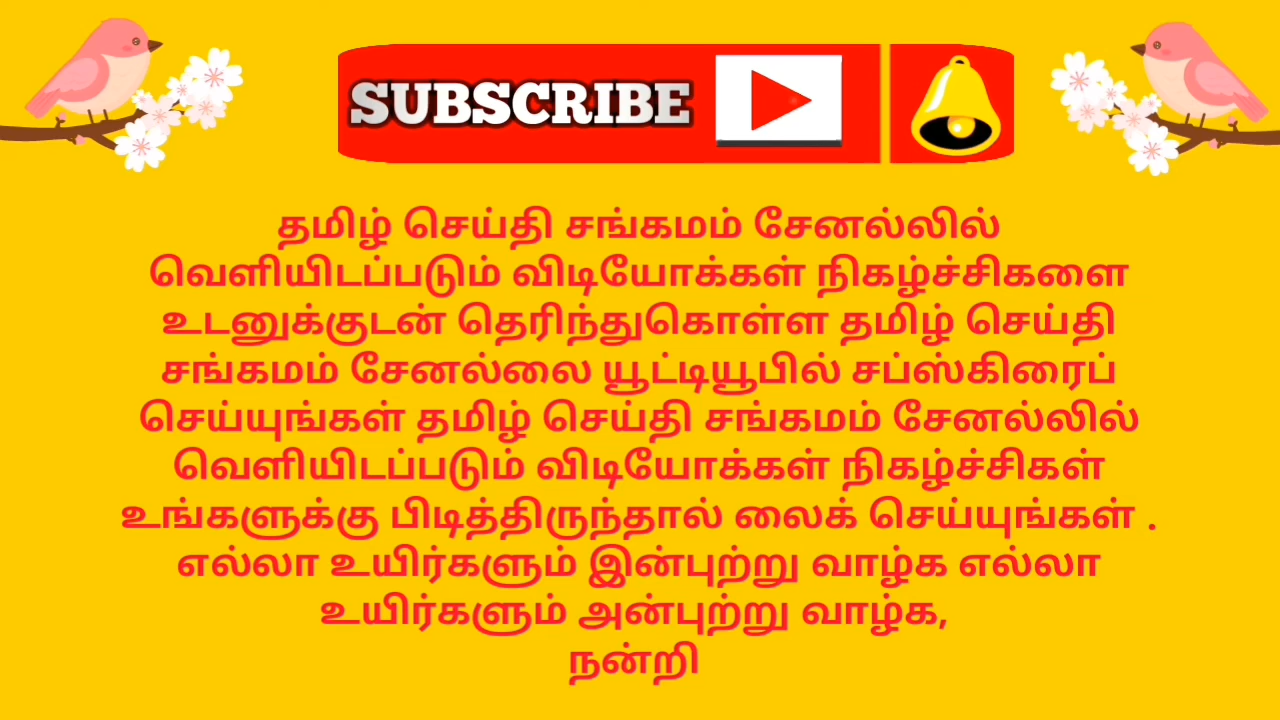 SUBSCRIBE
தமிழ் செய்தி சங்கமம் சேனல்லில்
வெளியிடப்படும் விடியோக்கள் நிகழ்ச்சிகளை
உடனுக்குடன் தெரிந்துகொள்ள தமிழ் செய்தி
சங்கமம் சேனல்லை யூட்டியூபில் சப்ஸ்கிரைப்
செய்யுங்கள் தமிழ் செய்தி சங்கமம் சேனல்லில்
வெளியிடப்படும் விடியோக்கள் நிகழ்ச்சிகள்
உங்களுக்கு பிடித்திருந்தால் லைக் செய்யுங்கள் .
எல்லா உயிர்களும் இன்புற்று வாழ்க எல்லா
உயிர்களும் அன்புற்று வாழ்க,
நன்றி